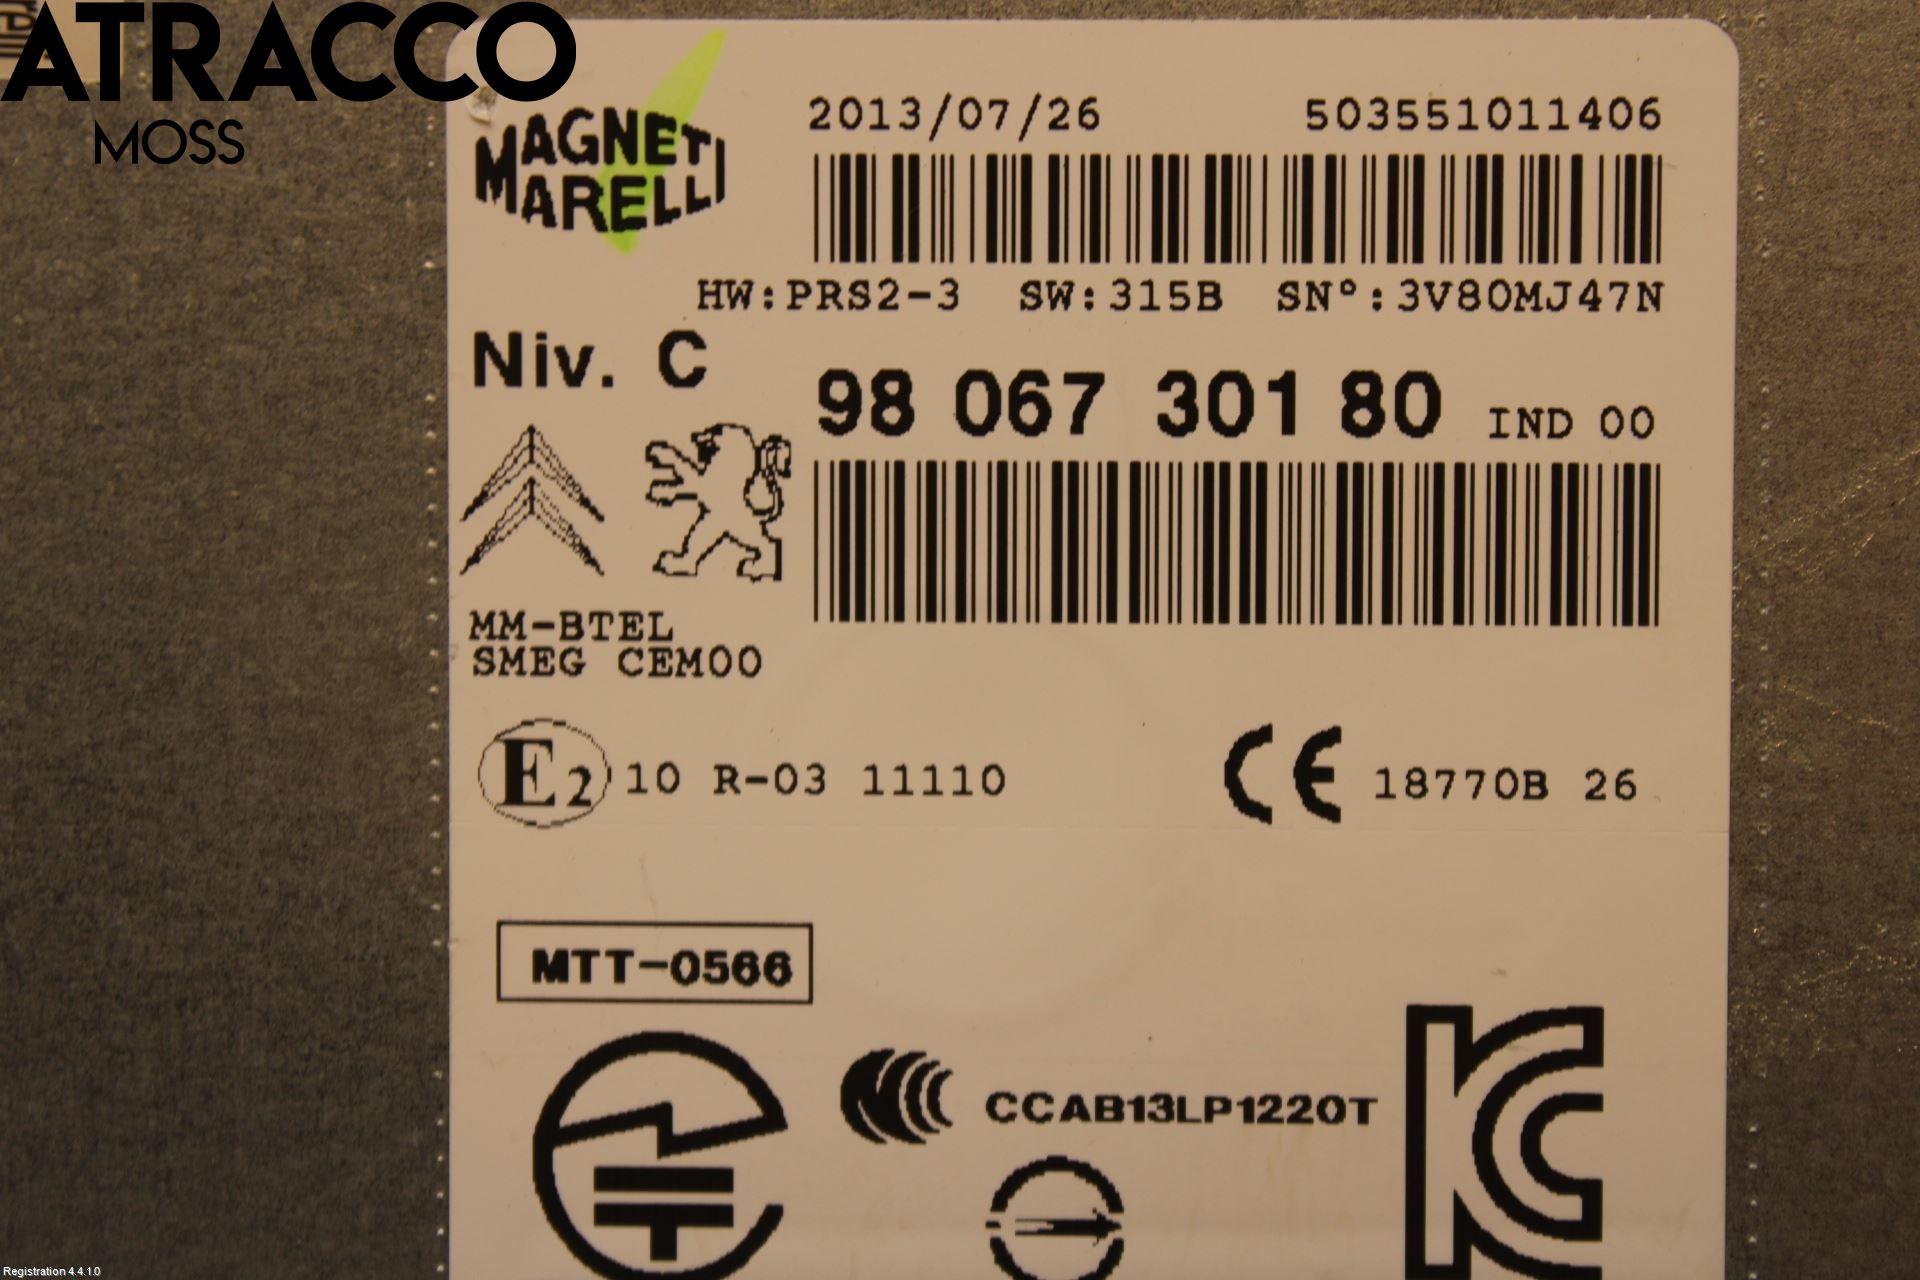 ATRACCO
MOSS
MAGNETI
MARELLI
2013/07/26 503551011406
HW:PRS2-3 SW:315B SN°:3V80MJ47N
Niv. C
98 067 301 80 IND 00
MM-BTEL
SMEG CEM00
E2 10 R-03 11110
CE 18770B 26
MTT-0566
CCAB13LP1220T
Registration 4.4.1.0